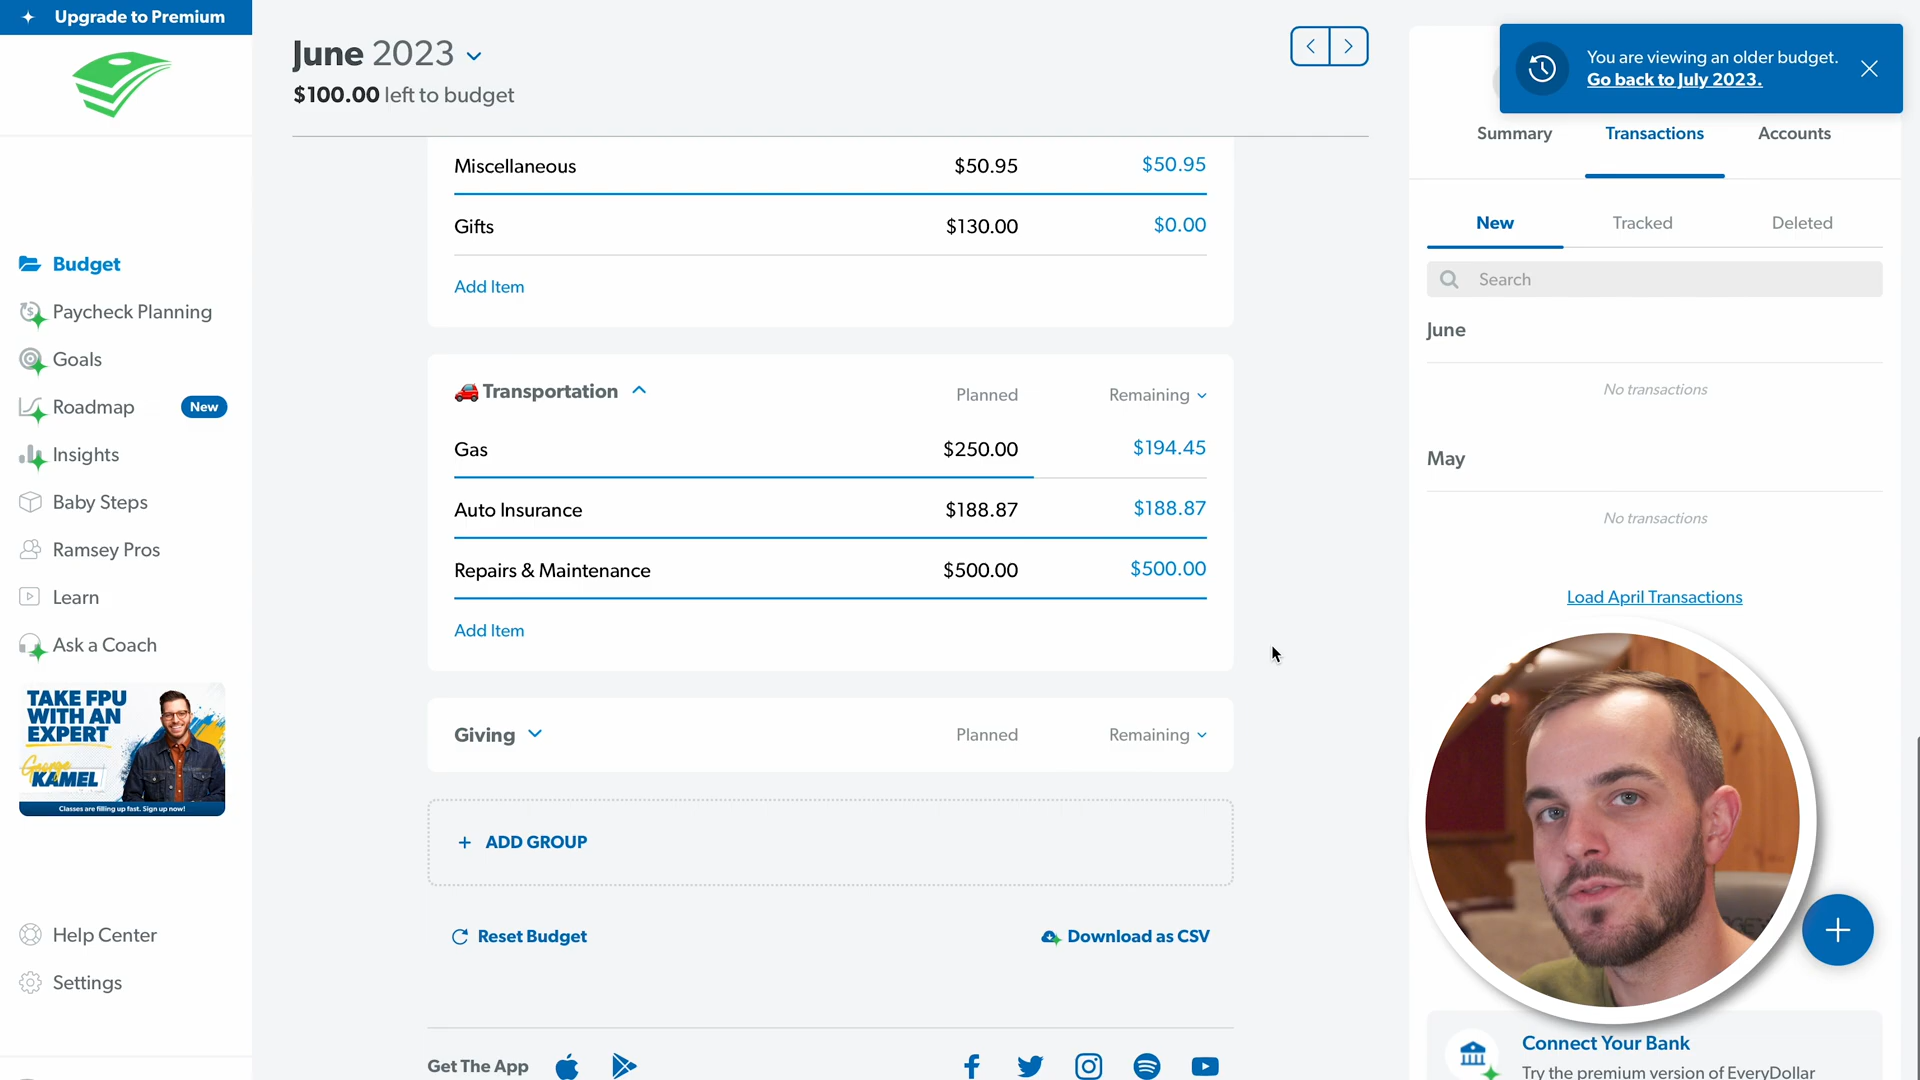 Upgrade to Premium
Budget
Paycheck Planning
Goals
Roadmap New
Insights
Baby Steps
Ramsey Pros
Learn
Ask a Coach
TAKE FPU
WITH AN
EXPERT
George
KAMEL
Classes are filling up fast. Sign up now!
Help Center
Settings
June 2023
$100.00 left to budget
Miscellaneous $50.95 $50.95
Gifts $130.00 $0.00
Add Item
Transportation Planned Remaining
Gas $250.00 $194.45
Auto Insurance $188.87 $188.87
Repairs & Maintenance $500.00 $500.00
Add Item
Giving Planned Remaining
+ ADD GROUP
Reset Budget Download as CSV
Get The App
You are viewing an older budget.
Go back to July 2023.
Summary Transactions Accounts
New Tracked Deleted
Search
June
No transactions
May
No transactions
Load April Transactions
Connect Your Bank
Try the premium version of EveryDollar